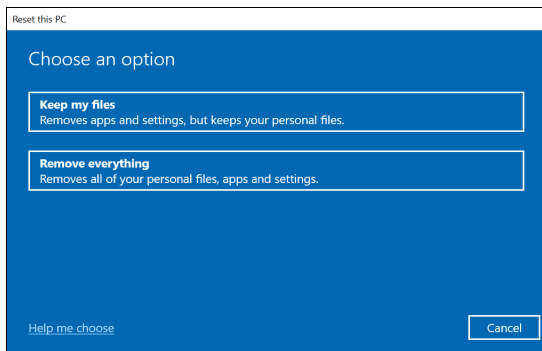 Reset this PC
Choose an option
Keep my files
Removes apps and settings, but keeps your personal files.
Remove everything
Removes all of your personal files, apps and settings.
Help me choose
Cancel